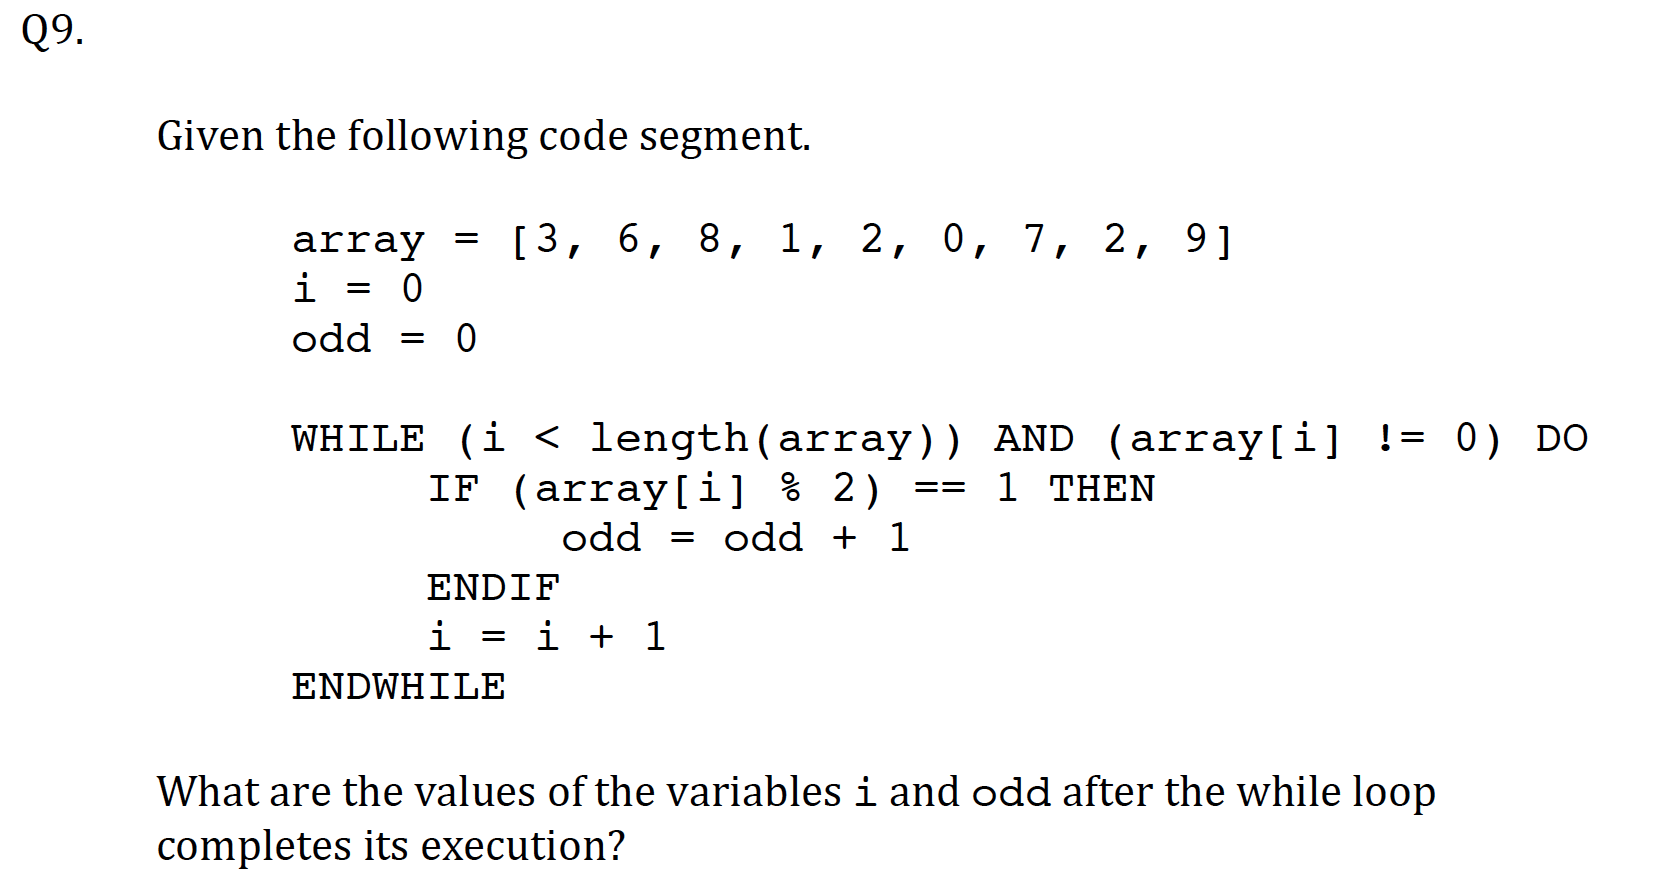 Q9.
Given the following code segment.
array = [3, 6, 8, 1, 2, 0, 7, 2, 9]
i = 0
odd = 0
WHILE (i < length(array)) AND (array[i] != 0) DO
IF (array[i] % 2) == 1 THEN
odd = odd + 1
ENDIF
i = i + 1
ENDWHILE
What are the values of the variables i and odd after the while loop
completes its execution?